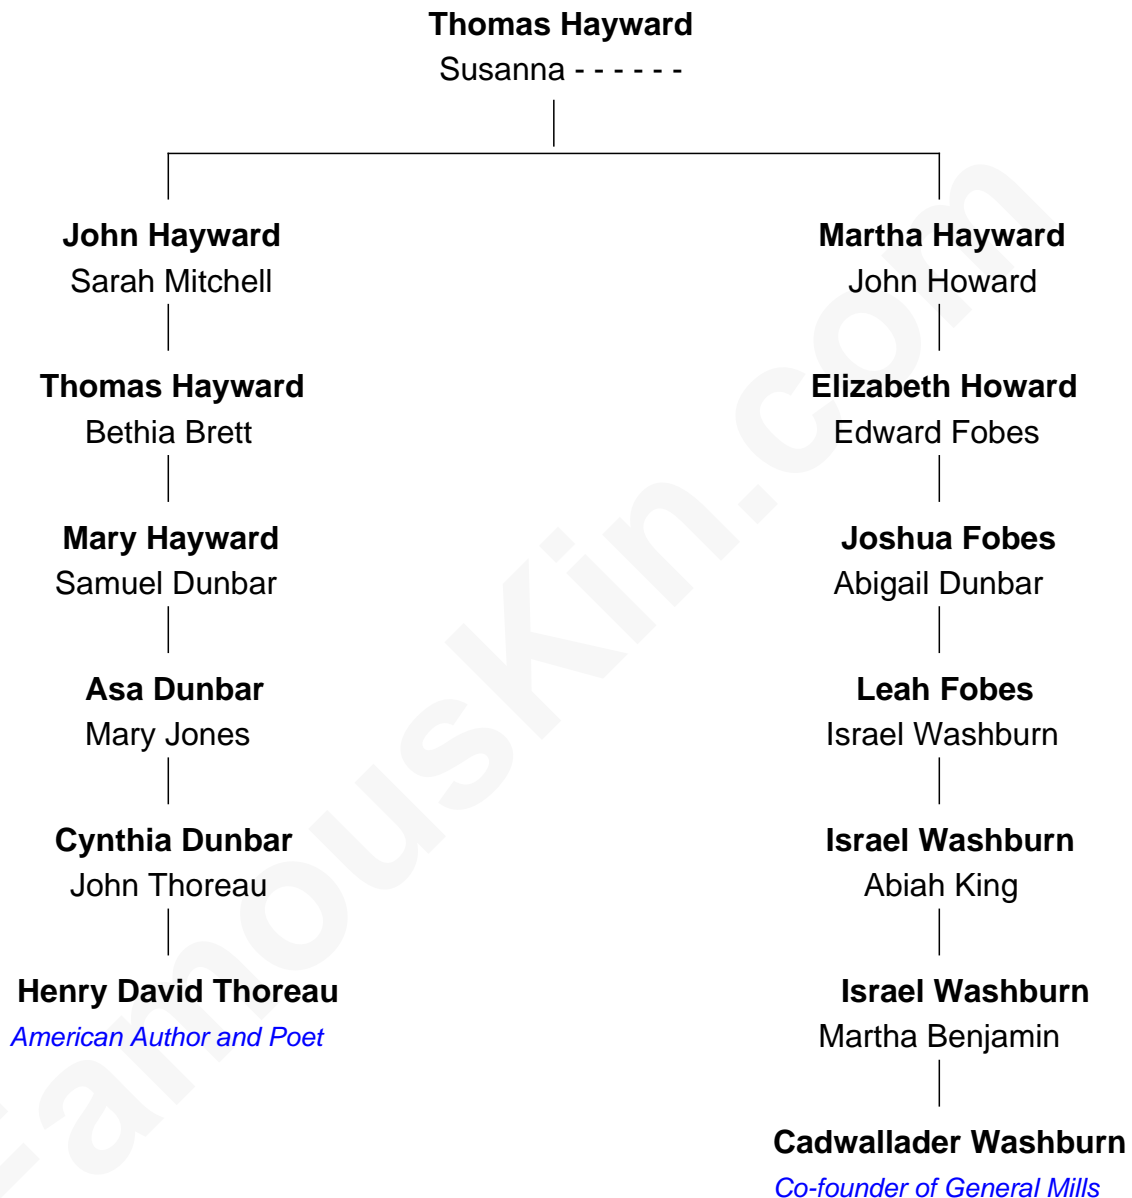 Thomas Hayward
Susanna - - - - - -
John Hayward
Sarah Mitchell
Martha Hayward
John Howard
Thomas Hayward
Bethia Brett
Elizabeth Howard
Edward Fobes
Mary Hayward
Samuel Dunbar
Joshua Fobes
Abigail Dunbar
Asa Dunbar
Mary Jones
Leah Fobes
Israel Washburn
Cynthia Dunbar
John Thoreau
Israel Washburn
Abiah King
Henry David Thoreau
American Author and Poet
Israel Washburn
Martha Benjamin
Cadwallader Washburn
Co-founder of General Mills
FamousKin.com